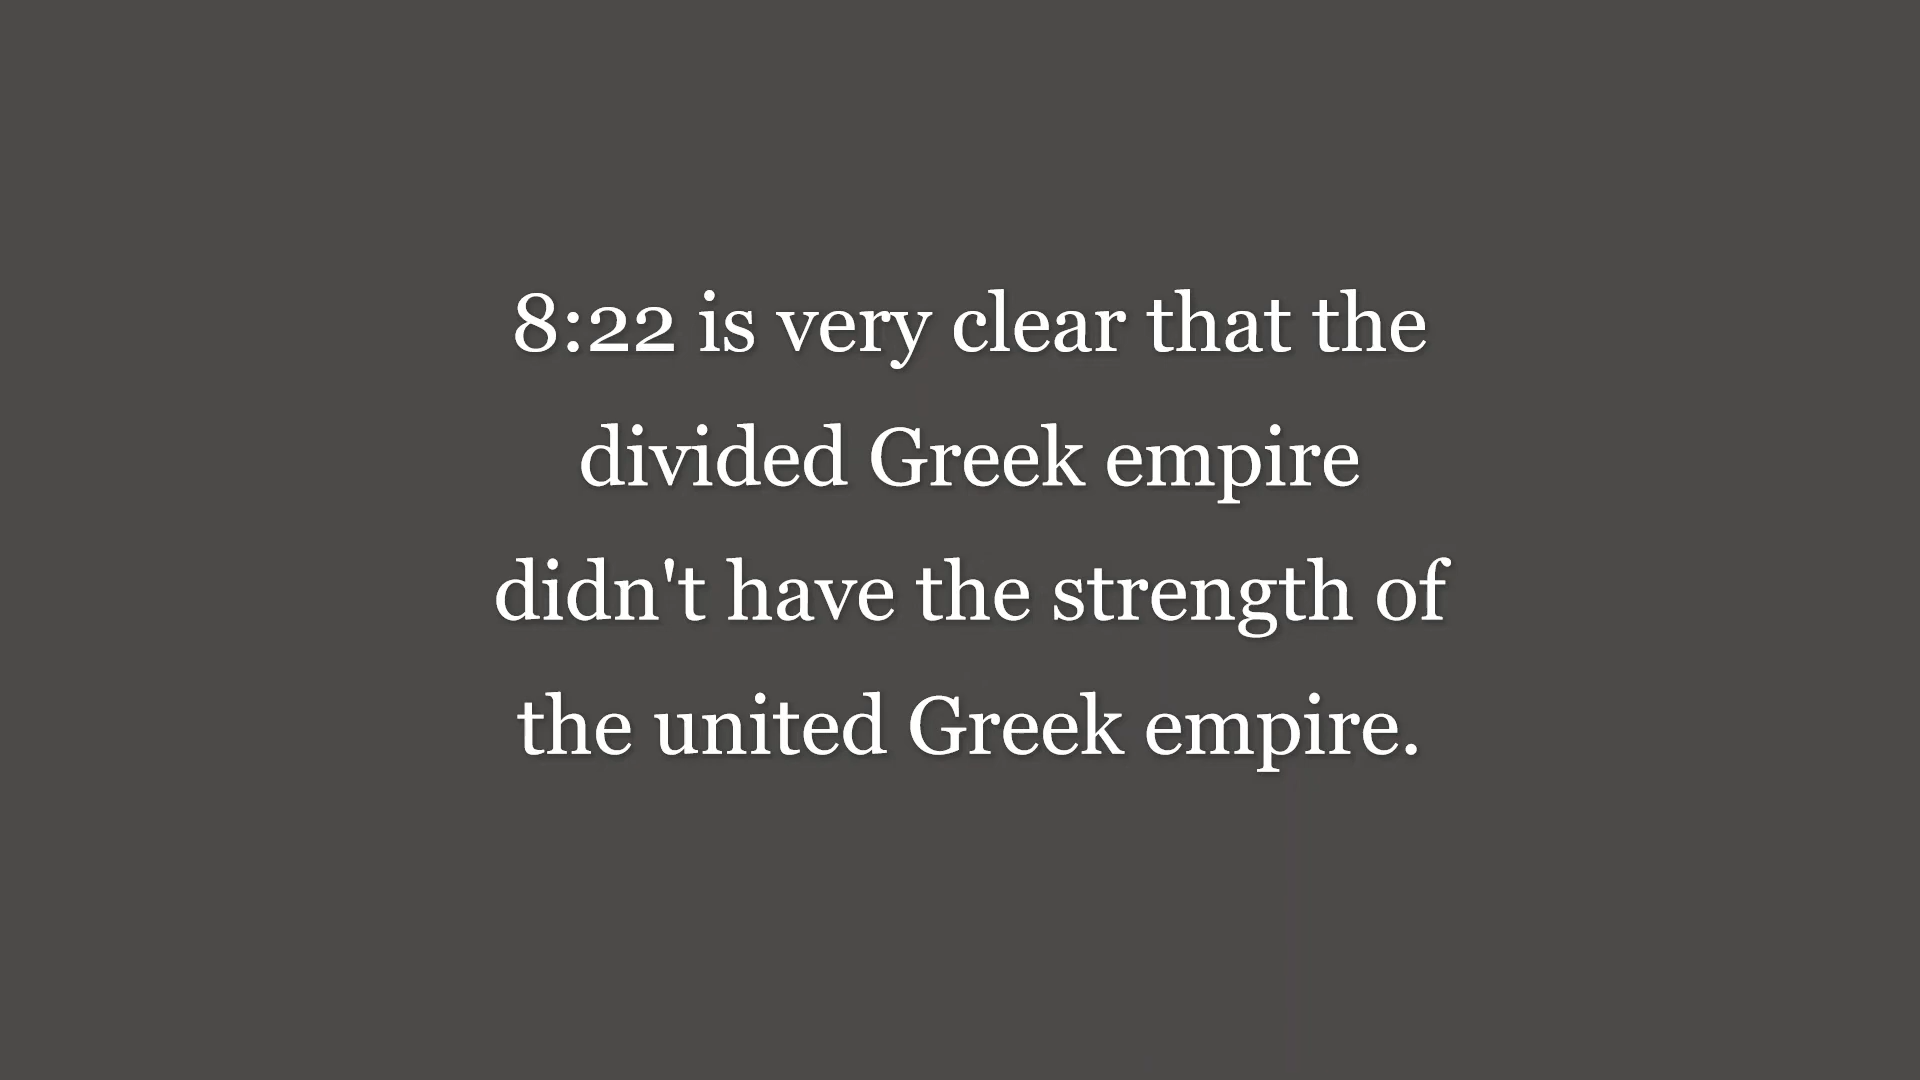 8:22 is very clear that the
divided Greek empire
didn't have the strength of
the united Greek empire.